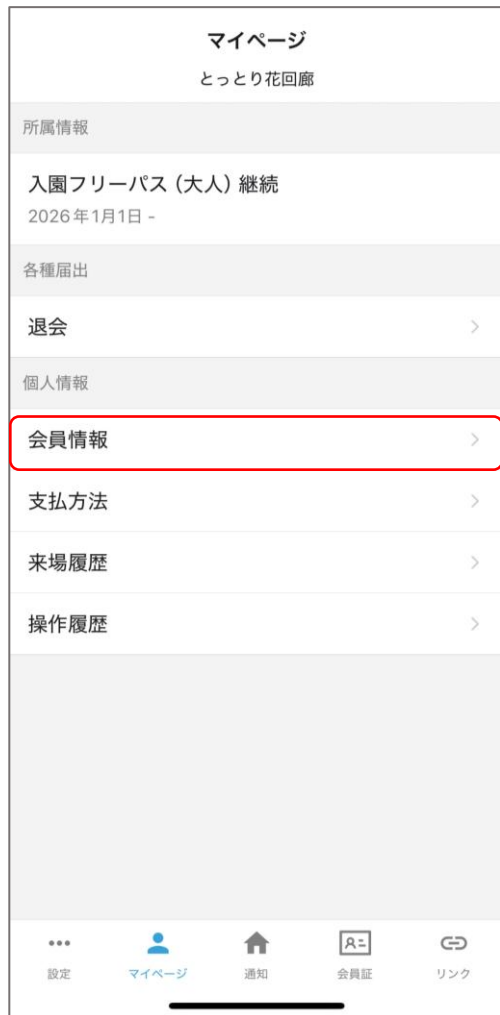 マイページ
とっとり花回廊
所属情報
入園フリーパス（大人）継続
2026年1月1日 -
各種届出
退会
個人情報
会員情報
支払方法
来場履歴
操作履歴
設定 マイページ 通知 会員証 リンク